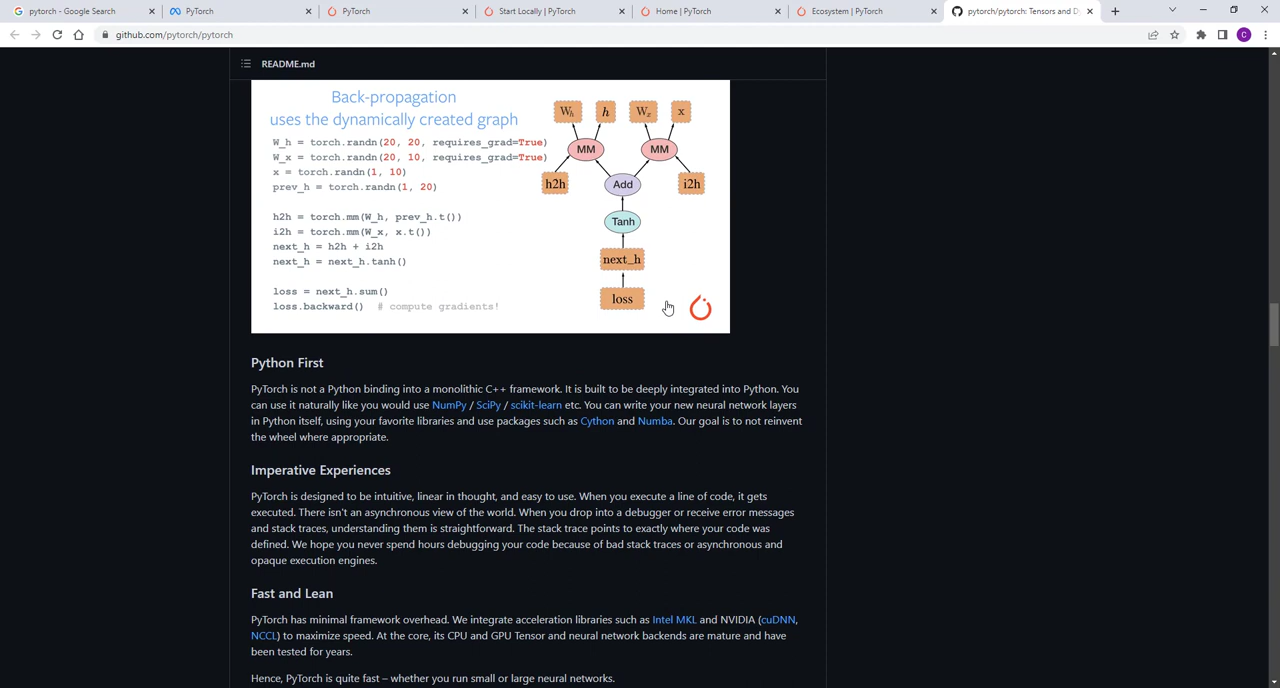 pytorch - Google Search
PyTorch
PyTorch
Start Locally | PyTorch
Home | PyTorch
Ecosystem | PyTorch
pytorch/pytorch: Tensors and Dy
github.com/pytorch/pytorch
C
README.md
Back-propagation
uses the dynamically created graph
W_h = torch.randn(20, 20, requires_grad=True)
W_x = torch.randn(20, 10, requires_grad=True)
x = torch.randn(1, 10)
prev_h = torch.randn(1, 20)
h2h = torch.mm(W_h, prev_h.t())
i2h = torch.mm(W_x, x.t())
next_h = h2h + i2h
next_h = next_h.tanh()
loss = next_h.sum()
loss.backward() # compute gradients!
W_h h W_x x
MM MM
h2h Add i2h
Tanh
next_h
loss
Python First
PyTorch is not a Python binding into a monolithic C++ framework. It is built to be deeply integrated into Python. You
can use it naturally like you would use NumPy / SciPy / scikit-learn etc. You can write your new neural network layers
in Python itself, using your favorite libraries and use packages such as Cython and Numba. Our goal is to not reinvent
the wheel where appropriate.
Imperative Experiences
PyTorch is designed to be intuitive, linear in thought, and easy to use. When you execute a line of code, it gets
executed. There isn't an asynchronous view of the world. When you drop into a debugger or receive error messages
and stack traces, understanding them is straightforward. The stack trace points to exactly where your code was
defined. We hope you never spend hours debugging your code because of bad stack traces or asynchronous and
opaque execution engines.
Fast and Lean
PyTorch has minimal framework overhead. We integrate acceleration libraries such as Intel MKL and NVIDIA (cuDNN,
NCCL) to maximize speed. At the core, its CPU and GPU Tensor and neural network backends are mature and have
been tested for years.
Hence, PyTorch is quite fast – whether you run small or large neural networks.